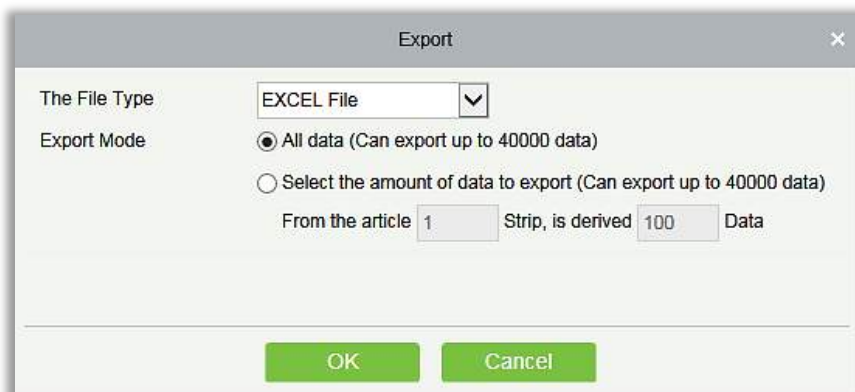 Export
The File Type EXCEL File
Export Mode All data (Can export up to 40000 data)
Select the amount of data to export (Can export up to 40000 data)
From the article 1 Strip, is derived 100 Data
OK Cancel